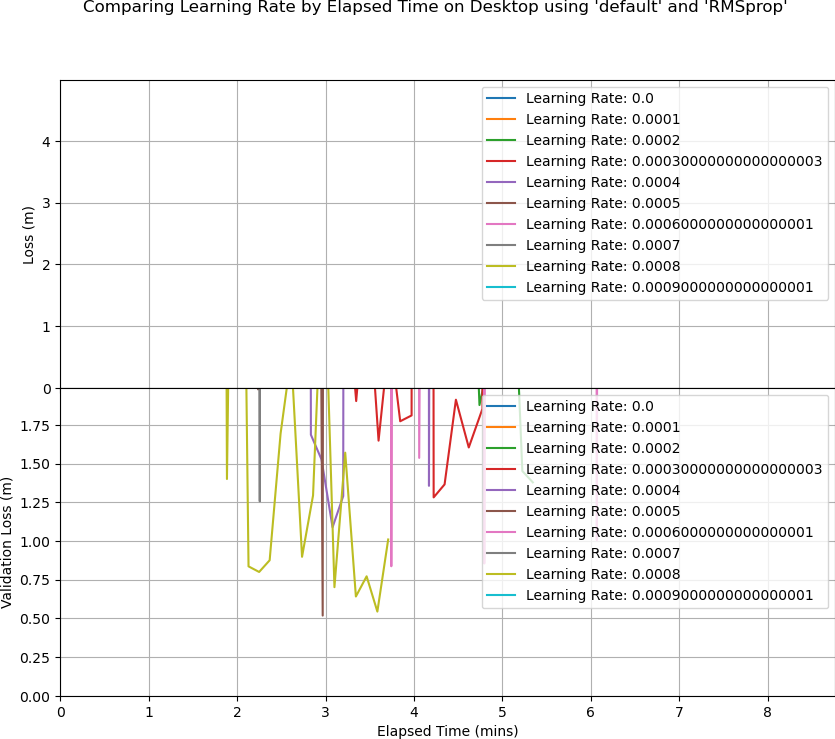 Comparing Learning Rate by Elapsed Time on Desktop using 'default' and 'RMSprop'
Loss (m)
4
3
2
1
0
Learning Rate: 0.0
Learning Rate: 0.0001
Learning Rate: 0.0002
Learning Rate: 0.00030000000000000003
Learning Rate: 0.0004
Learning Rate: 0.0005
Learning Rate: 0.0006000000000000001
Learning Rate: 0.0007
Learning Rate: 0.0008
Learning Rate: 0.0009000000000000001
Validation Loss (m)
1.75
1.50
1.25
1.00
0.75
0.50
0.25
0.00
Learning Rate: 0.0
Learning Rate: 0.0001
Learning Rate: 0.0002
Learning Rate: 0.00030000000000000003
Learning Rate: 0.0004
Learning Rate: 0.0005
Learning Rate: 0.0006000000000000001
Learning Rate: 0.0007
Learning Rate: 0.0008
Learning Rate: 0.0009000000000000001
0 1 2 3 4 5 6 7 8
Elapsed Time (mins)